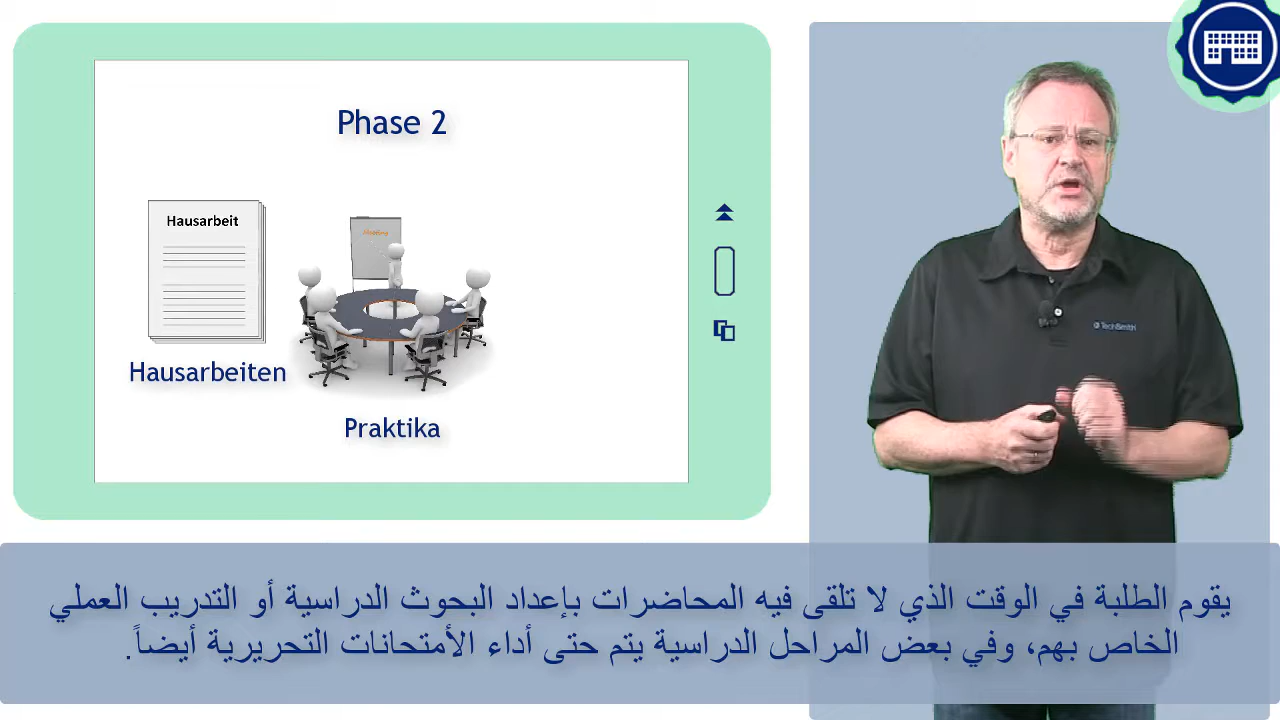 Phase 2
Hausarbeit
Hausarbeiten
Praktika
TechSmith
يقوم الطلبة في الوقت الذي لا تلقى فيه المحاضرات بإعداد البحوث الدراسية أو التدريب العملي
الخاص بهم، وفي بعض المراحل الدراسية يتم حتى أداء الأمتحانات التحريرية أيضاً.